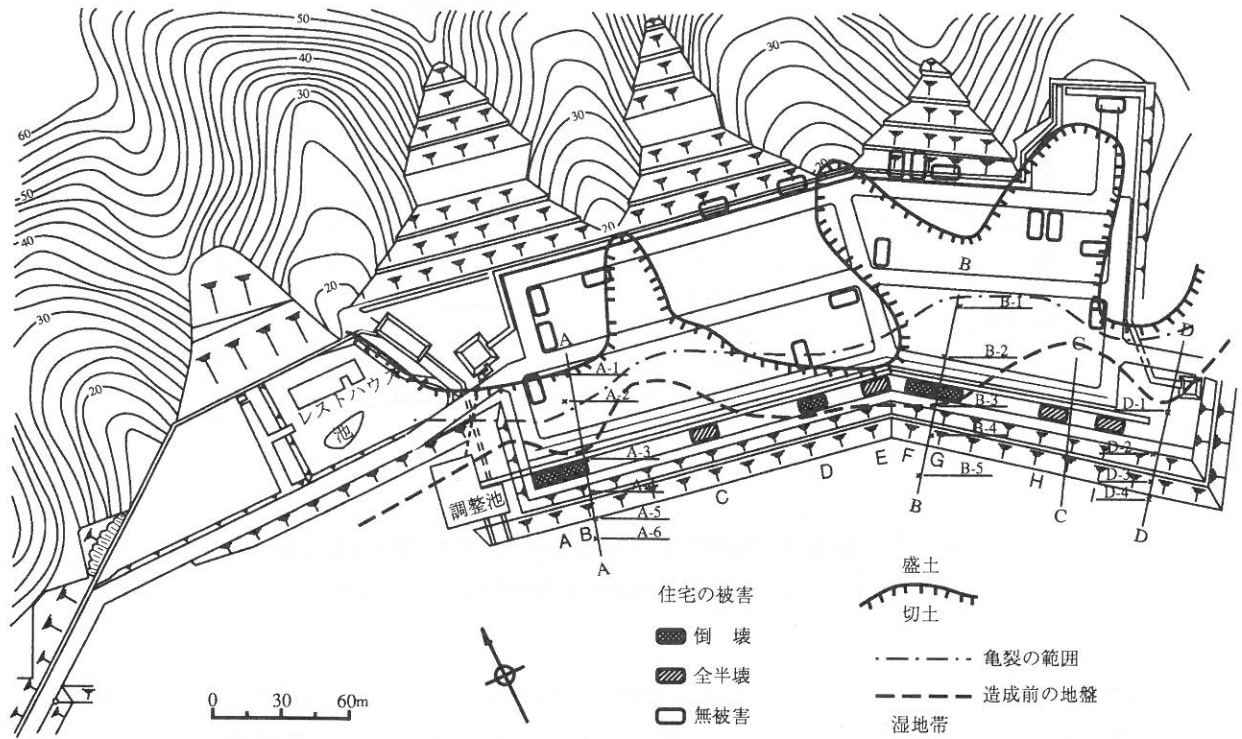 50
40
30
30
30
60
50
40
30
20
20
20
20
レストハウス
池
調整池
A
A-1
A-2
A-3
A-5
A-6
A
B
B-1
B-2
B-3
B-4
B-5
B
C
C
D
D-1
D-2
D-3
D-4
D
A
B
C
D
E
F
G
H
I
住宅の被害
倒 壊
全半壊
無被害
盛土
切土
亀裂の範囲
造成前の地盤
湿地帯
0 30 60m